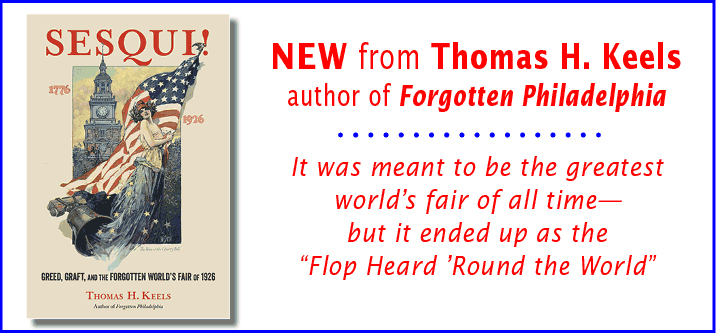 SESQUI!
1776
1926
GREED, GRAFT, AND THE FORGOTTEN WORLD'S FAIR OF 1926
THOMAS H. KEELS
Author of Forgotten Philadelphia
NEW from Thomas H. Keels
author of Forgotten Philadelphia
It was meant to be the greatest
world’s fair of all time—
but it ended up as the
“Flop Heard ’Round the World”